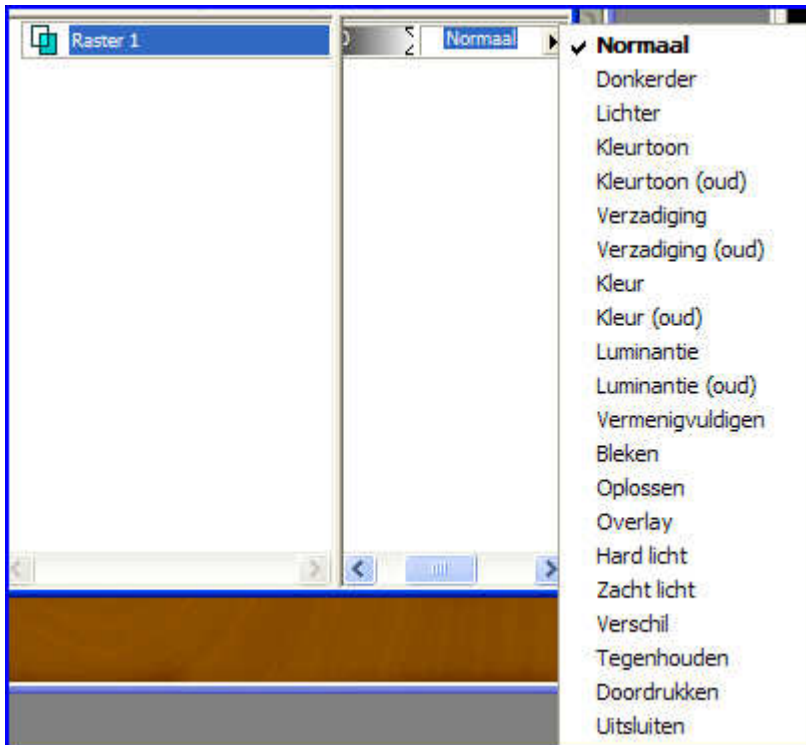 Raster 1
Normaal
Normaal
Donkerder
Lichter
Kleurtoon
Kleurtoon (oud)
Verzadiging
Verzadiging (oud)
Kleur
Kleur (oud)
Luminantie
Luminantie (oud)
Vermenigvuldigen
Bleken
Oplossen
Overlay
Hard licht
Zacht licht
Verschil
Tegenhouden
Doordrukken
Uitsluiten